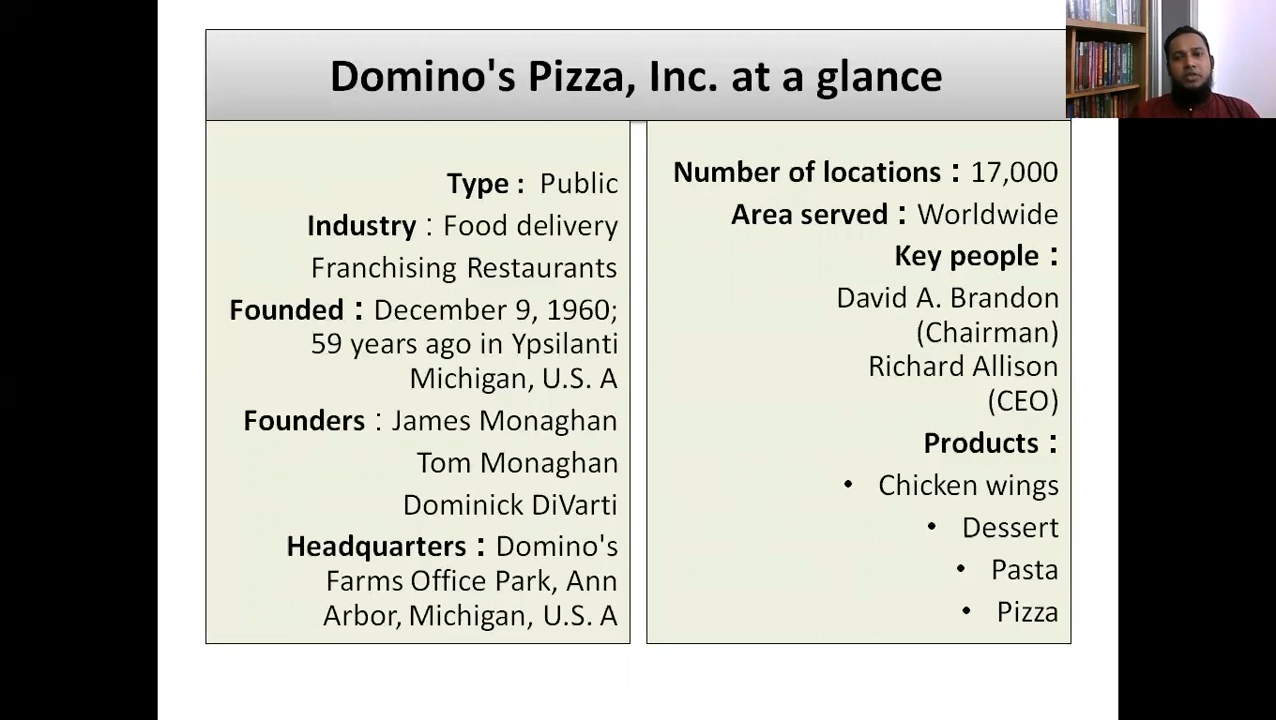 Domino's Pizza, Inc. at a glance
Type : Public
Industry : Food delivery
Franchising Restaurants
Founded : December 9, 1960;
59 years ago in Ypsilanti
Michigan, U.S. A
Founders : James Monaghan
Tom Monaghan
Dominick DiVarti
Headquarters : Domino's
Farms Office Park, Ann
Arbor, Michigan, U.S. A
Number of locations : 17,000
Area served : Worldwide
Key people :
David A. Brandon
(Chairman)
Richard Allison
(CEO)
Products :
• Chicken wings
• Dessert
• Pasta
• Pizza